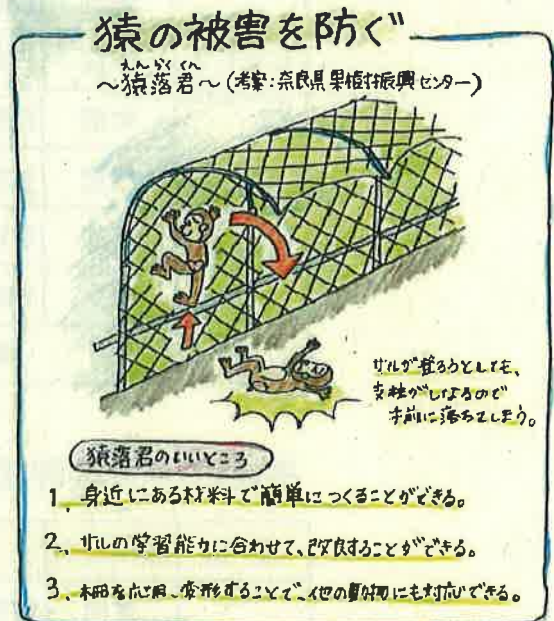 猿の被害を防ぐ
えんらくくん
～猿落君～(考案:奈良県果樹振興センター)
サルが登ろうとしても、
支柱がしなるので
手前に落ちてしまう。
猿落君のいいところ
1、身近にある材料で簡単につくることができる。
2、サルの学習能力に合わせて、改良することができる。
3、柵を応用、変形することで、他の動物にも対応できる。